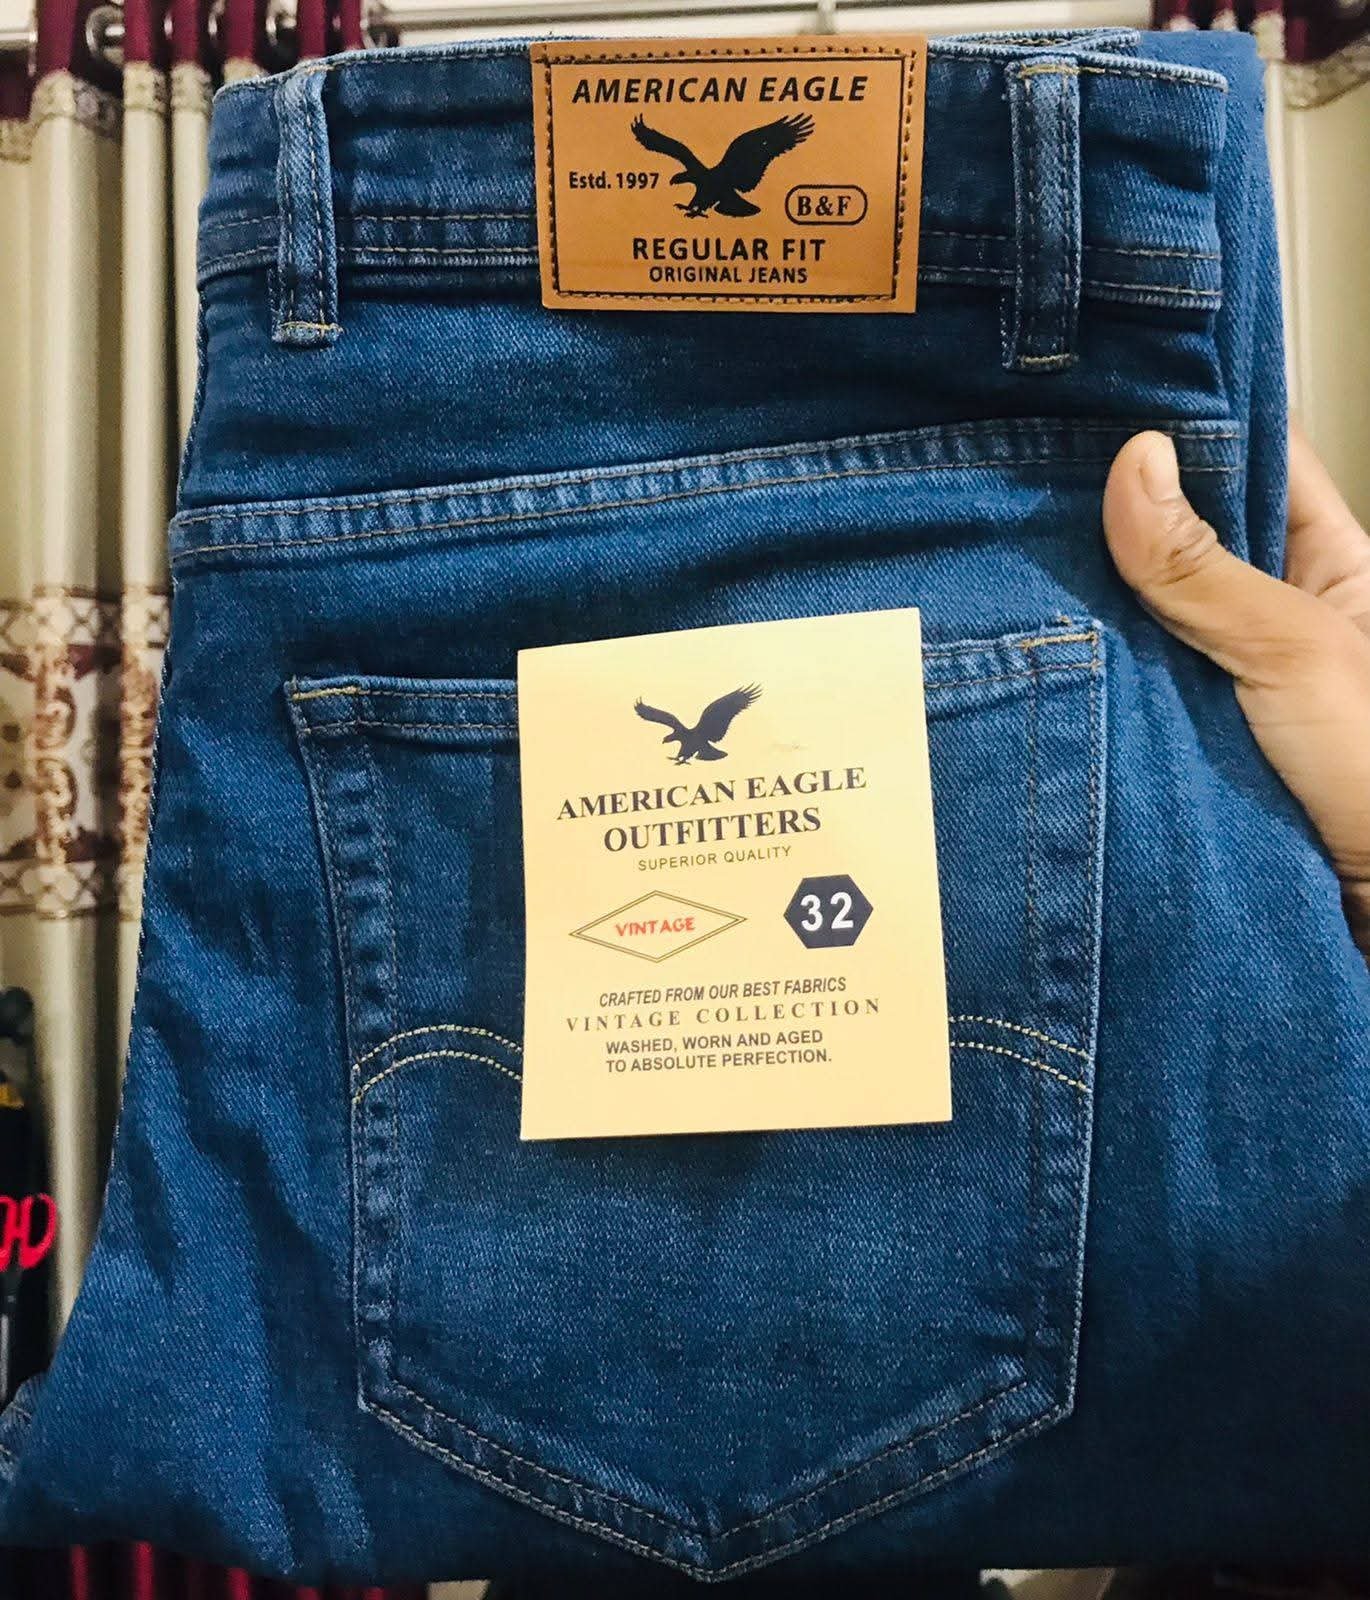 AMERICAN EAGLE
Estd. 1997
B&F
REGULAR FIT
ORIGINAL JEANS
AMERICAN EAGLE
OUTFITTERS
SUPERIOR QUALITY
VINTAGE
32
CRAFTED FROM OUR BEST FABRICS
VINTAGE COLLECTION
WASHED, WORN AND AGED
TO ABSOLUTE PERFECTION.